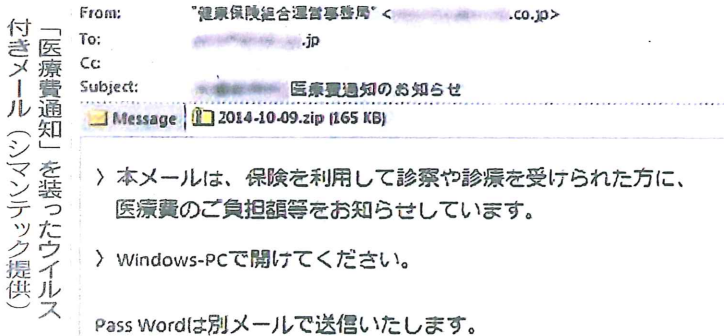 「医療費通知」を装ったウイルス
付きメール（シマンテック提供）
From: "健康保険組合運営事務局" < .co.jp>
To: .jp
Cc:
Subject: 医療費通知のお知らせ
Message 2014-10-09.zip (165 KB)
〉本メールは、保険を利用して診察や診療を受けられた方に、
医療費のご負担額等をお知らせしています。
〉Windows-PCで開けてください。
Pass Wordは別メールで送信いたします。